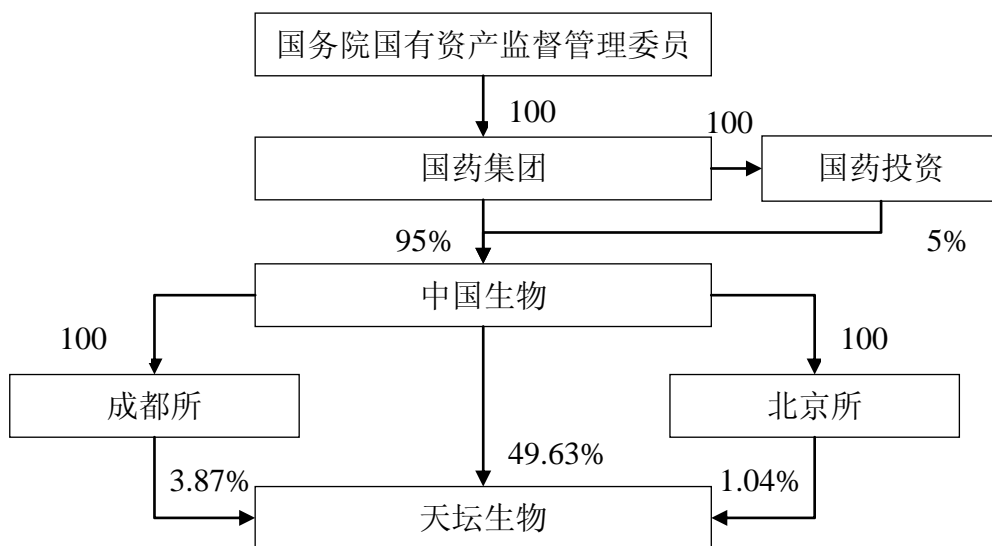 国务院国有资产监督管理委员
100
100
国药集团
国药投资
95%
5%
中国生物
100
100
成都所
北京所
49.63%
3.87%
1.04%
天坛生物